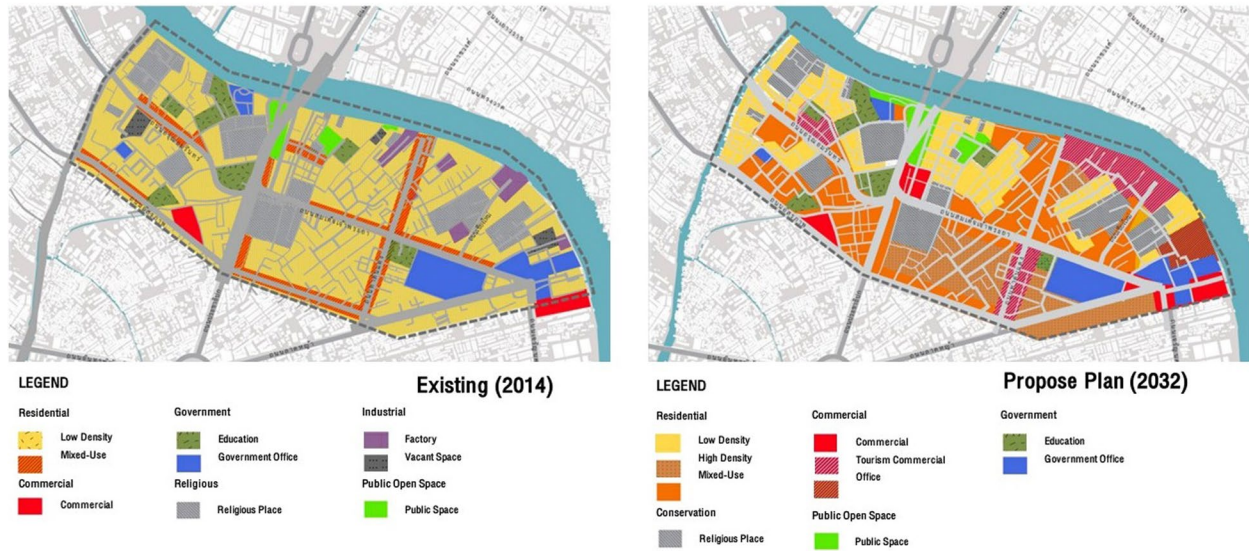 LEGEND
Existing (2014)
Residential
Low Density
Mixed-Use
Commercial
Commercial
Government
Education
Government Office
Religious
Religious Place
Industrial
Factory
Vacant Space
Public Open Space
Public Space
LEGEND
Propose Plan (2032)
Residential
Low Density
High Density
Mixed-Use
Conservation
Religious Place
Commercial
Commercial
Tourism Commercial
Office
Public Open Space
Public Space
Government
Education
Government Office